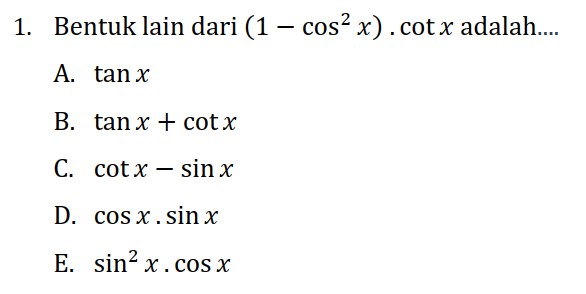 1. Bentuk lain dari (1 − cos² x) . cot x adalah....
A. tan x
B. tan x + cot x
C. cot x − sin x
D. cos x . sin x
E. sin² x . cos x